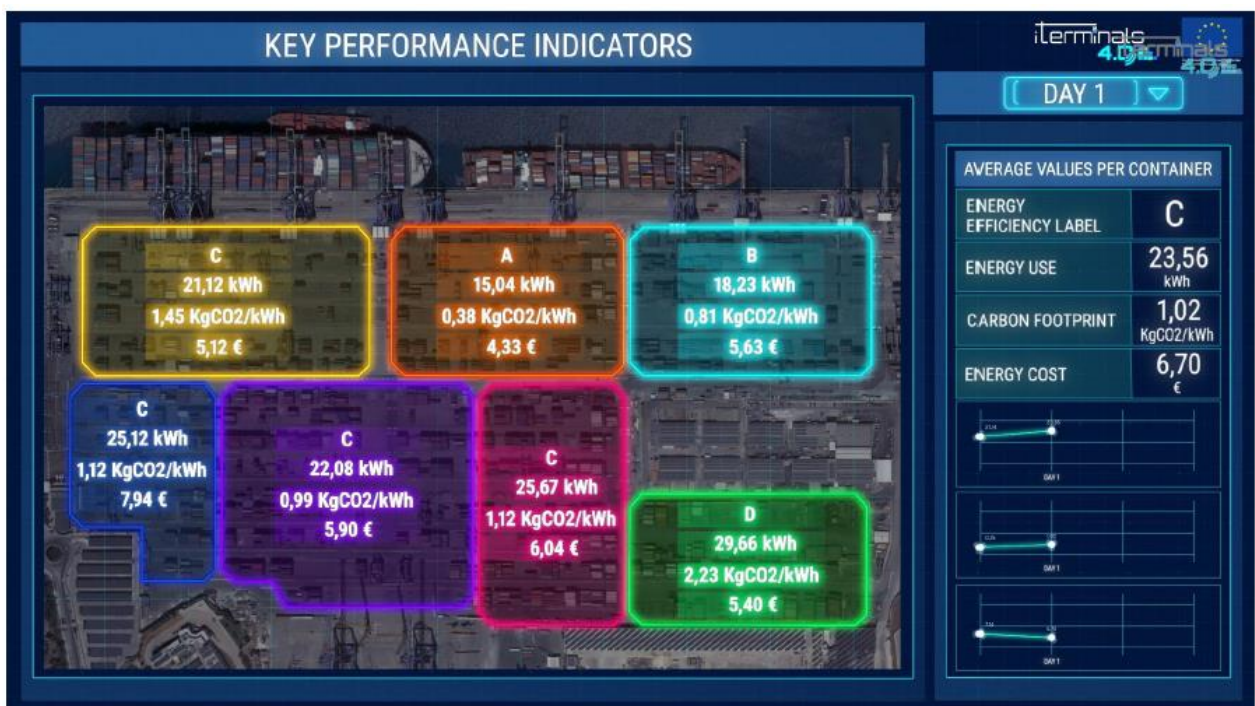 KEY PERFORMANCE INDICATORS
iTerminals
4.0
DAY 1
C
21,12 kWh
1,45 KgCO2/kWh
5,12 €
A
15,04 kWh
0,38 KgCO2/kWh
4,33 €
B
18,23 kWh
0,81 KgCO2/kWh
5,63 €
C
25,12 kWh
1,12 KgCO2/kWh
7,94 €
C
22,08 kWh
0,99 KgCO2/kWh
5,90 €
C
25,67 kWh
1,12 KgCO2/kWh
6,04 €
D
29,66 kWh
2,23 KgCO2/kWh
5,40 €
AVERAGE VALUES PER CONTAINER
ENERGY
EFFICIENCY LABEL
C
ENERGY USE
23,56
kWh
CARBON FOOTPRINT
1,02
KgCO2/kWh
ENERGY COST
6,70
€
DAY 1
DAY 1
DAY 1